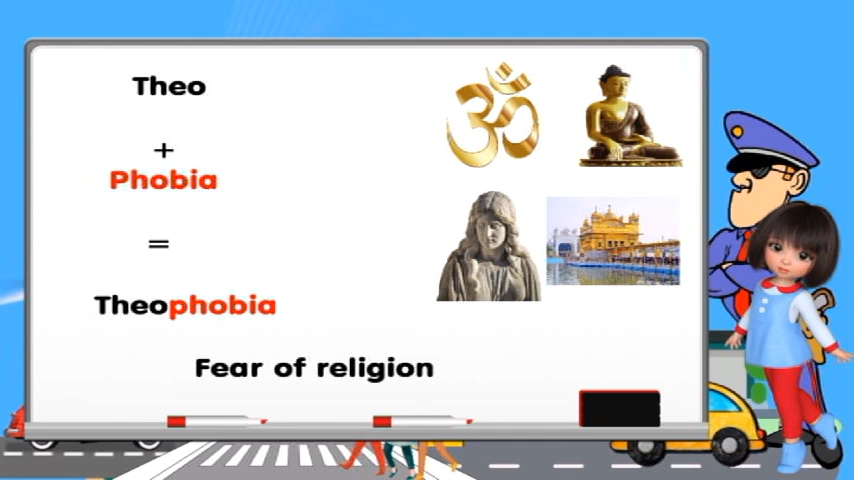 Theo
+
Phobia
=
Theophobia
Fear of religion
ॐ